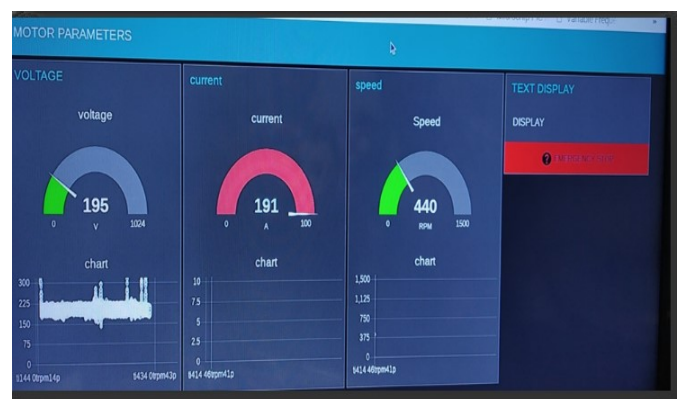 MOTOR PARAMETERS
VOLTAGE
voltage
195
V
0
1024
chart
300
225
150
75
0
current
current
191
A
0
100
chart
10
7.5
5
2.5
0
speed
Speed
440
RPM
0
1500
chart
1,500
1,125
750
375
0
TEXT DISPLAY
DISPLAY